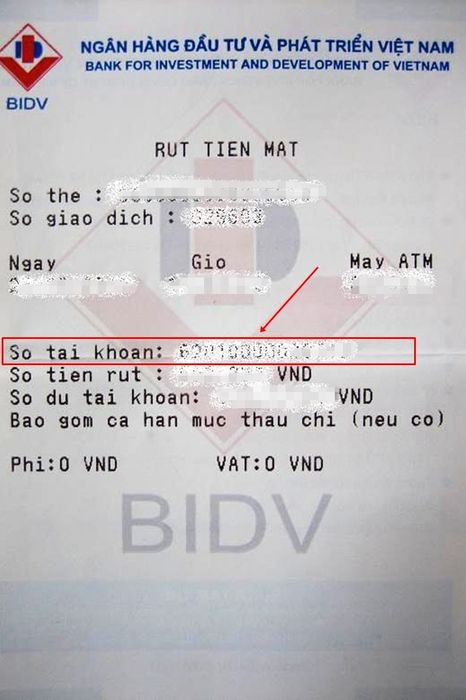 NGÂN HÀNG ĐẦU TƯ VÀ PHÁT TRIỂN VIỆT NAM
BANK FOR INVESTMENT AND DEVELOPMENT OF VIETNAM
BIDV
RUT TIEN MAT
So the :
So giao dich :
Ngay Gio May ATM
So tai khoan:
So tien rut : VND
So du tai khoan: VND
Bao gom ca han muc thau chi (neu co)
Phi:0 VND VAT:0 VND
BIDV